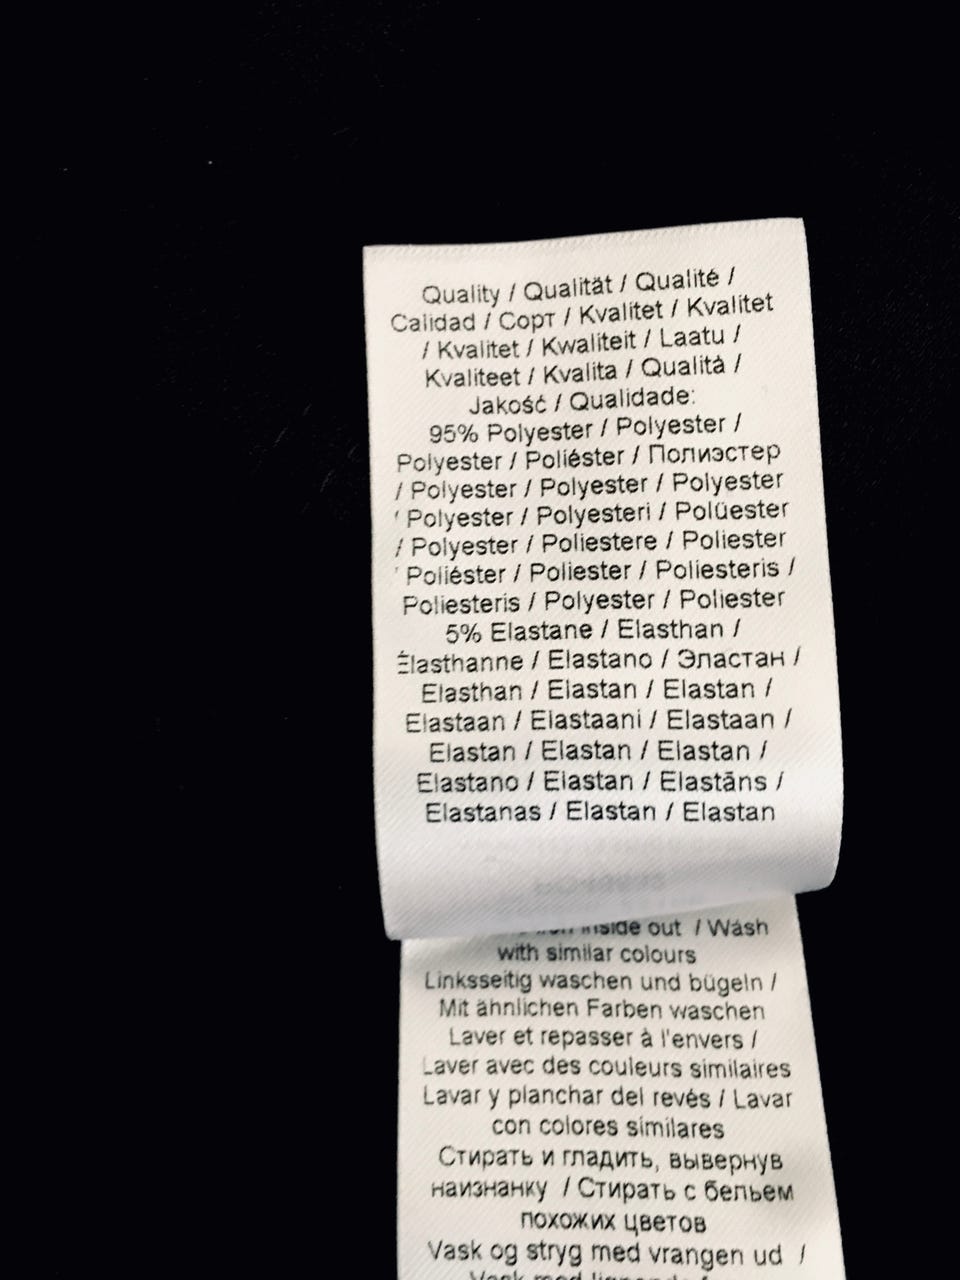 Quality / Qualität / Qualité /
Calidad / Сорт / Kvalitet / Kvalitet
/ Kvalitet / Kwaliteit / Laatu /
Kvaliteet / Kvalita / Qualità /
Jakość / Qualidade:
95% Polyester / Polyester /
Polyester / Poliéster / Полиэстер
/ Polyester / Polyester / Polyester
/ Polyester / Polyesteri / Polüester
/ Polyester / Poliestere / Poliester
/ Poliéster / Poliester / Poliesteris /
Poliesteris / Polyester / Poliester
5% Elastane / Elasthan /
Élasthanne / Elastano / Эластан /
Elasthan / Elastan / Elastan /
Elastaan / Elastaani / Elastaan /
Elastan / Elastan / Elastan /
Elastano / Elastan / Elastāns /
Elastanas / Elastan / Elastan
inside out / Wash
with similar colours
Linksseitig waschen und bügeln /
Mit ähnlichen Farben waschen
Laver et repasser à l'envers /
Laver avec des couleurs similaires
Lavar y planchar del revés / Lavar
con colores similares
Стирать и гладить, вывернув
наизнанку / Стирать с бельем
похожих цветов
Vask og stryg med vrangen ud /
Vask med